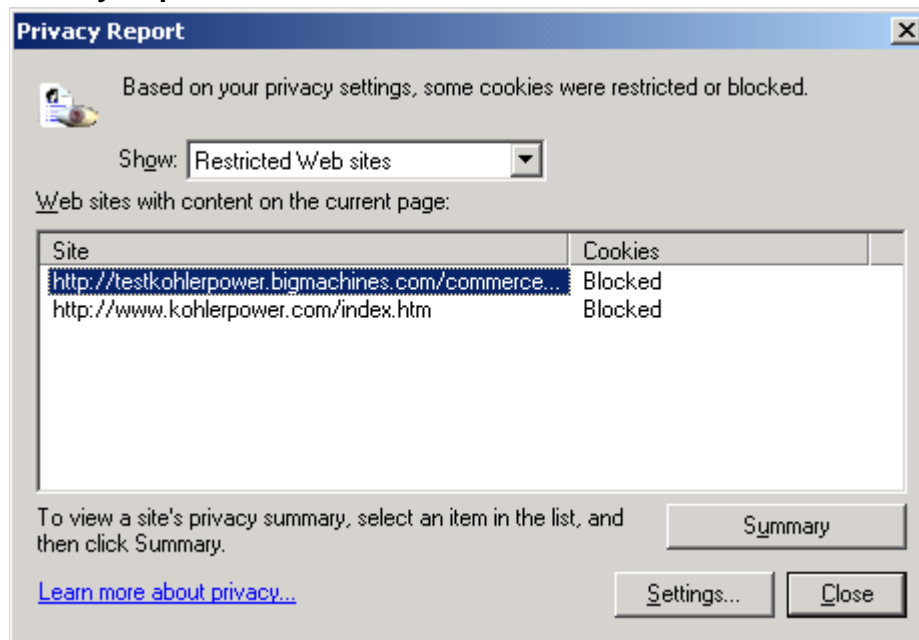 Privacy Report
Based on your privacy settings, some cookies were restricted or blocked.
Show: Restricted Web sites
Web sites with content on the current page:
Site Cookies
http://testkohlerpower.bigmachines.com/commerce... Blocked
http://www.kohlerpower.com/index.htm Blocked
To view a site's privacy summary, select an item in the list, and
then click Summary.
Summary
Learn more about privacy...
Settings... Close